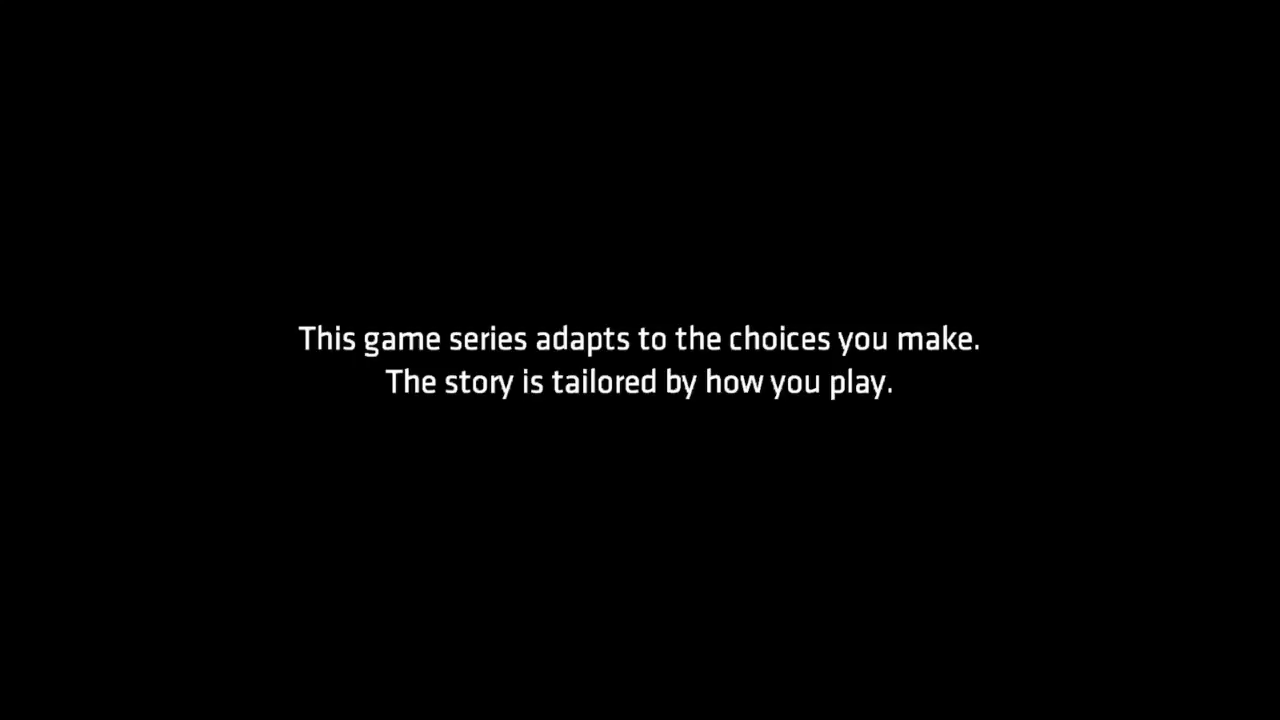 This game series adapts to the choices you make.
The story is tailored by how you play.